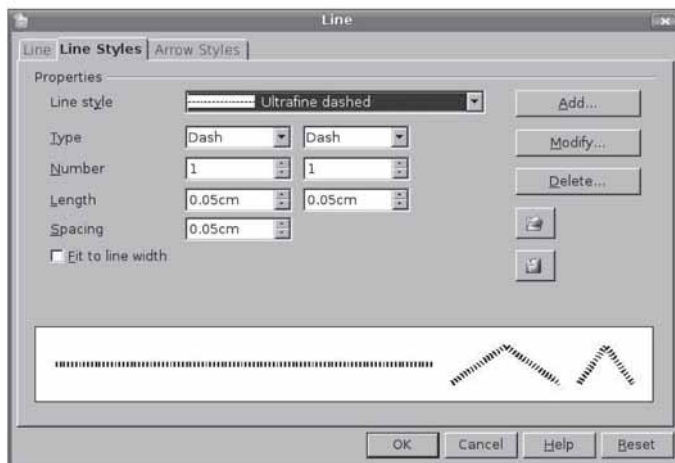 Line
Line Line Styles Arrow Styles
Properties
Line style Ultrafine dashed
Add...
Type Dash Dash
Modify...
Number 1 1
Delete...
Length 0.05cm 0.05cm
Spacing 0.05cm
Fit to line width
OK Cancel Help Reset